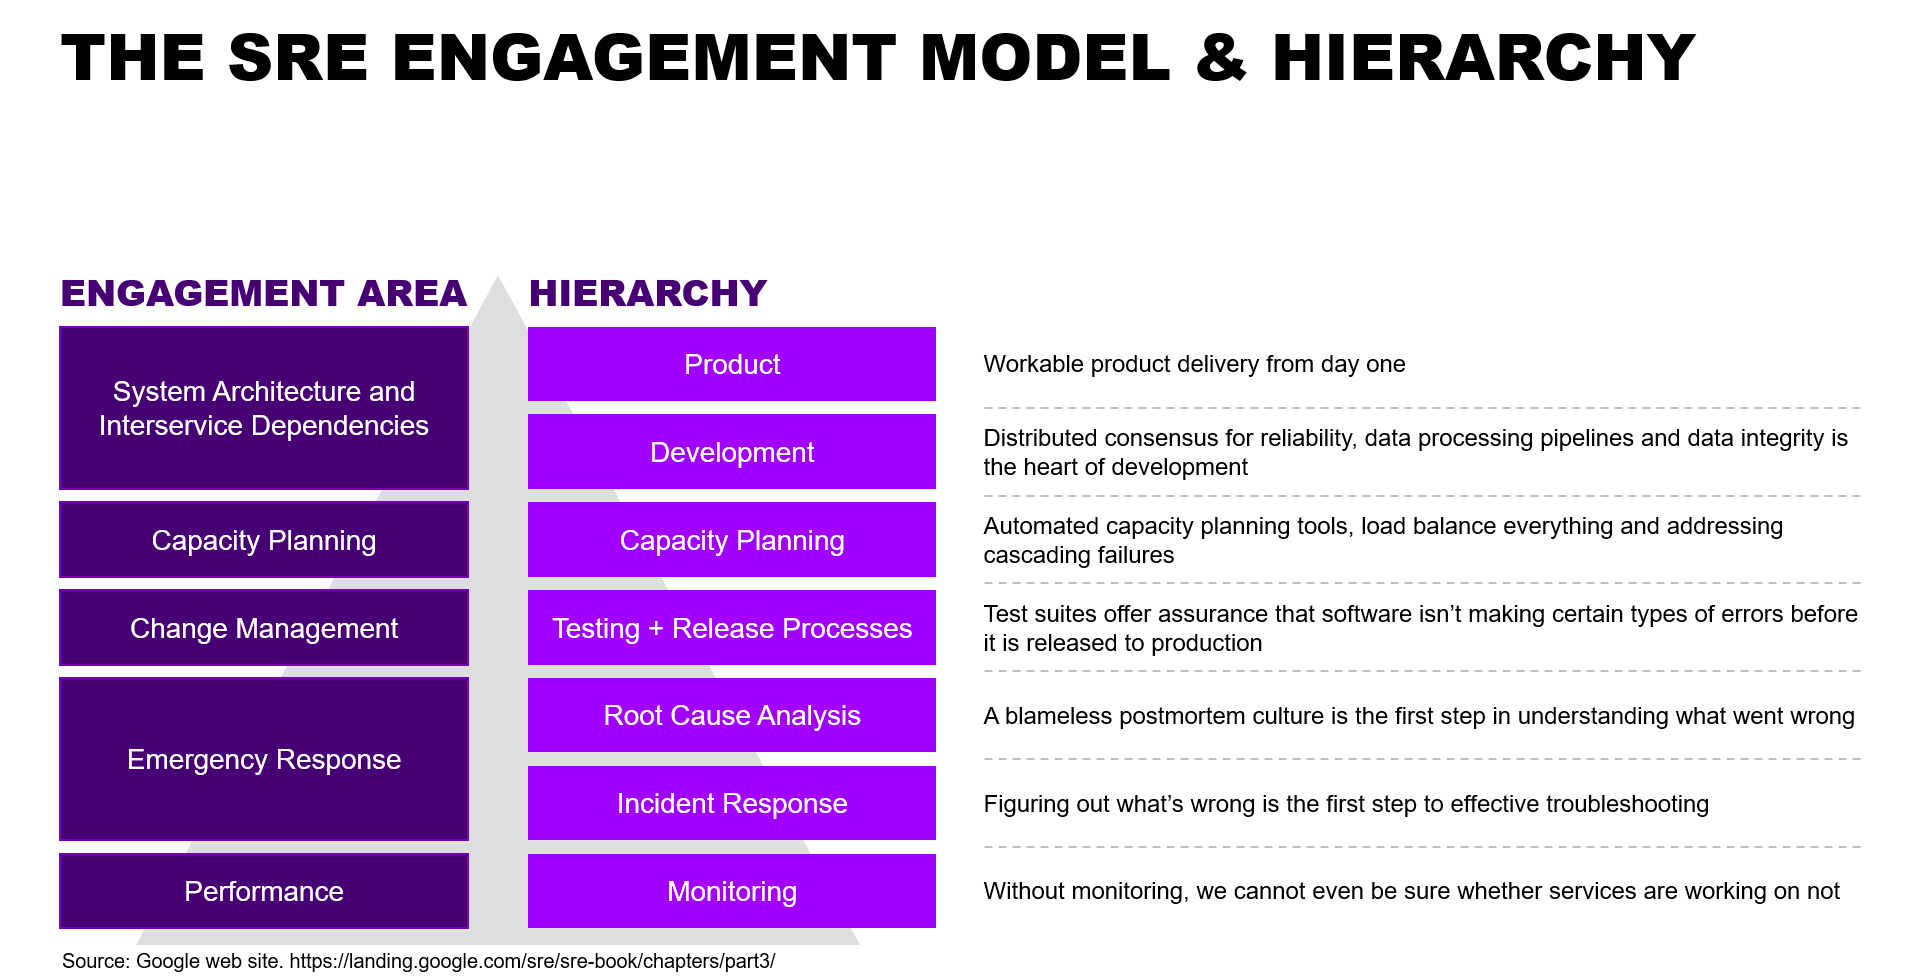 THE SRE ENGAGEMENT MODEL & HIERARCHY
ENGAGEMENT AREA
HIERARCHY
System Architecture and
Interservice Dependencies
Product
Workable product delivery from day one
Development
Distributed consensus for reliability, data processing pipelines and data integrity is
the heart of development
Capacity Planning
Capacity Planning
Automated capacity planning tools, load balance everything and addressing
cascading failures
Change Management
Testing + Release Processes
Test suites offer assurance that software isn’t making certain types of errors before
it is released to production
Emergency Response
Root Cause Analysis
A blameless postmortem culture is the first step in understanding what went wrong
Incident Response
Figuring out what’s wrong is the first step to effective troubleshooting
Performance
Monitoring
Without monitoring, we cannot even be sure whether services are working on not
Source: Google web site. https://landing.google.com/sre/sre-book/chapters/part3/